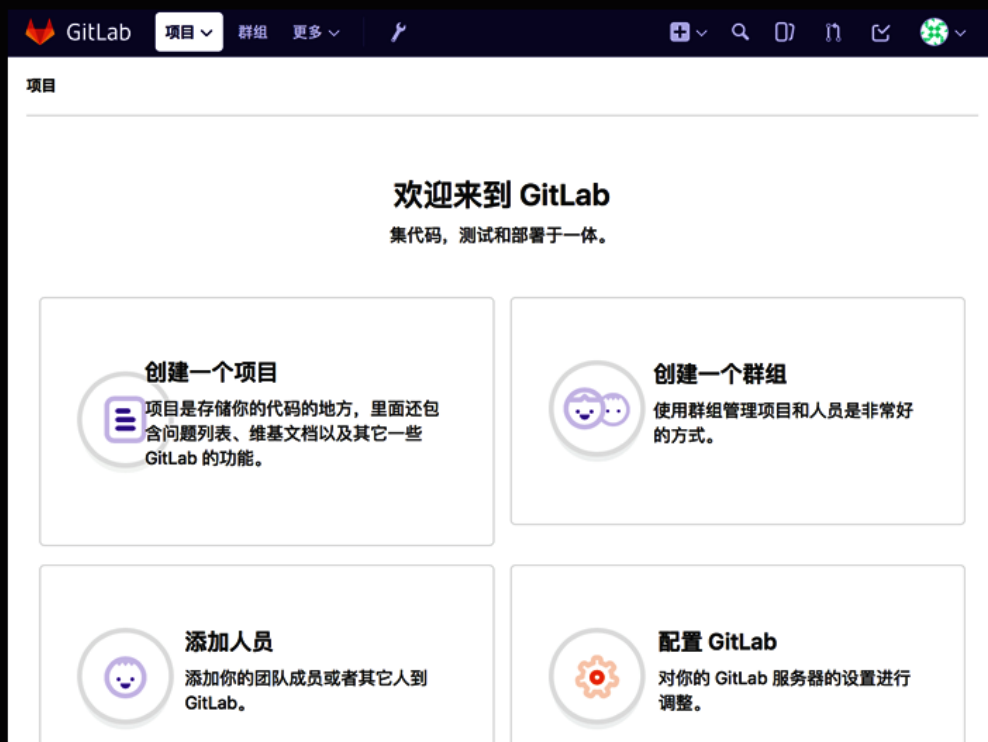 GitLab 项目 群组 更多
项目
欢迎来到 GitLab
集代码，测试和部署于一体。
创建一个项目
项目是存储你的代码的地方，里面还包
含问题列表、维基文档以及其它一些
GitLab 的功能。
创建一个群组
使用群组管理项目和人员是非常好
的方式。
添加人员
添加你的团队成员或者其它人到
GitLab。
配置 GitLab
对你的 GitLab 服务器的设置进行
调整。